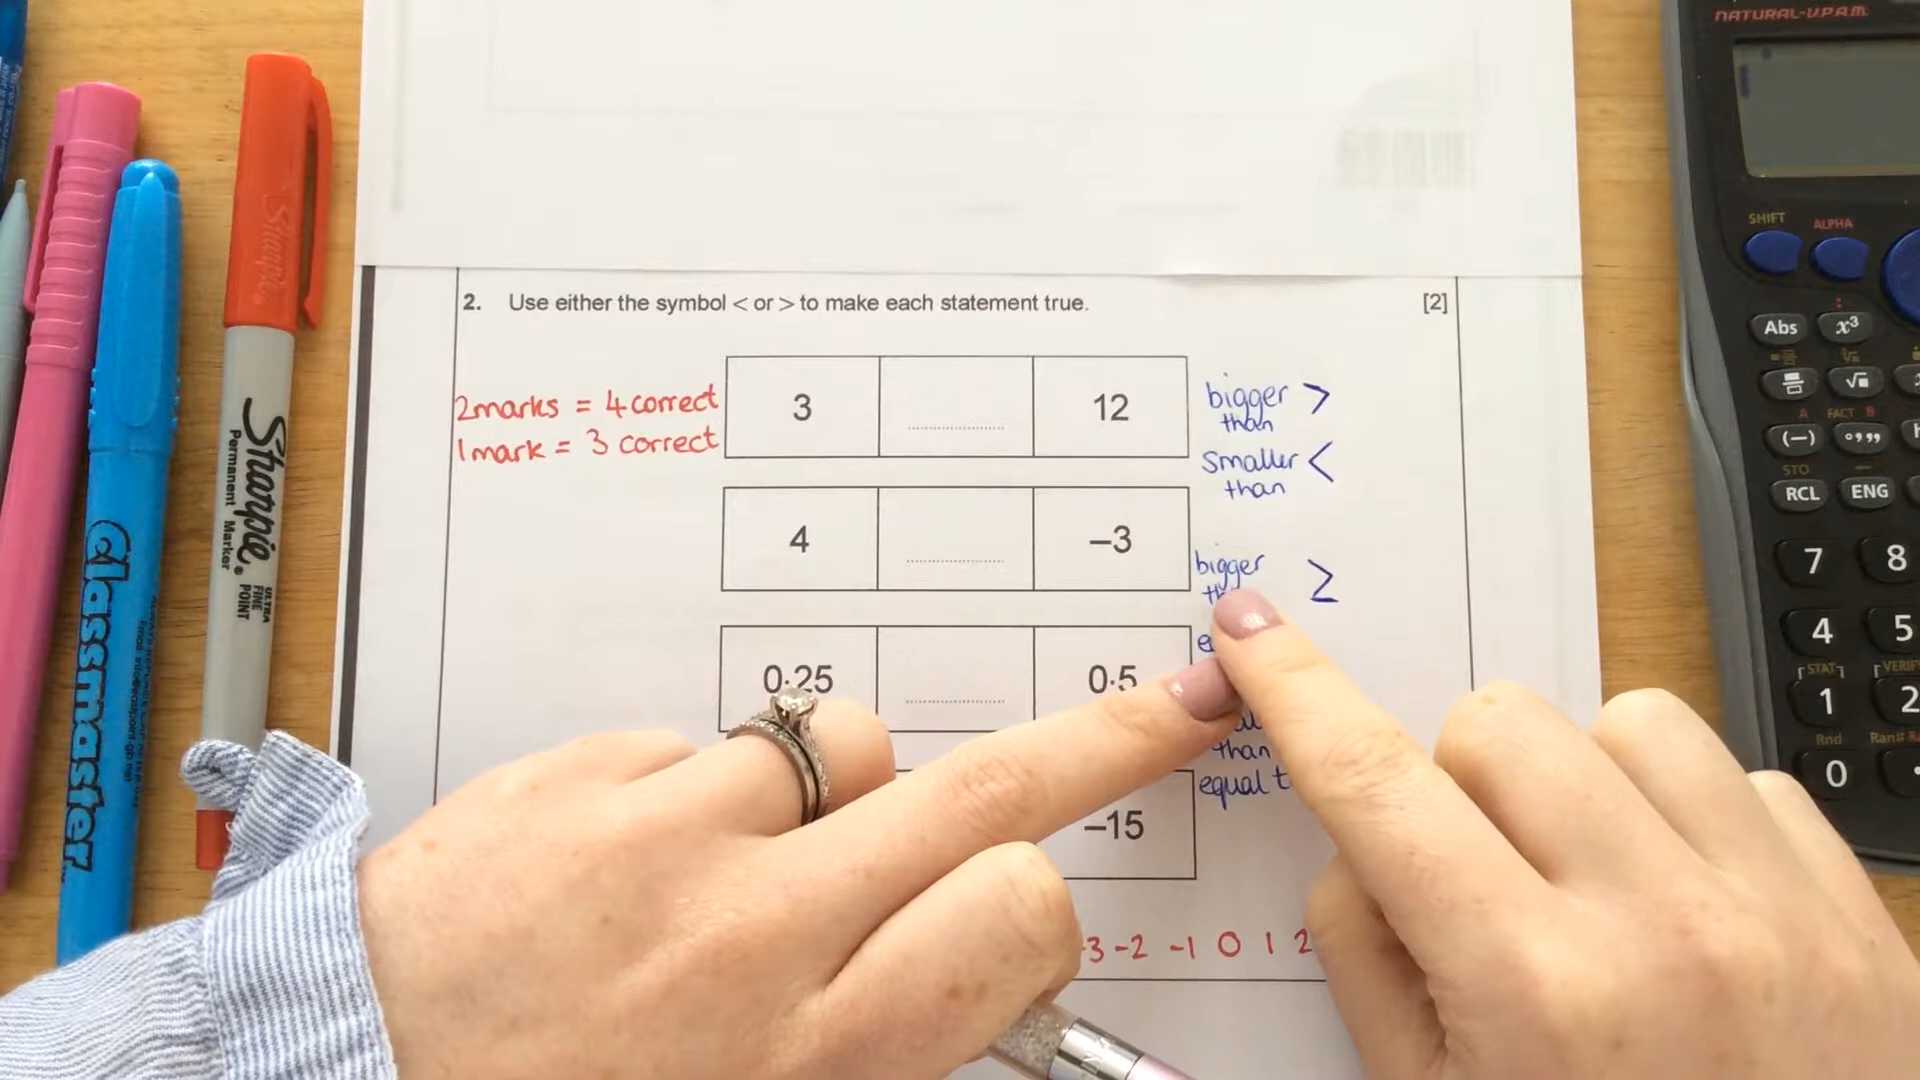 2. Use either the symbol < or > to make each statement true. [2]
2marks = 4 correct
1mark = 3 correct
3 .......... 12
bigger than >
smaller than <
4 .......... –3
bigger
≥
0·25 .......... 0·5
than
equal
–15
-3 -2 -1 0 1 2
Sharpie
Permanent Marker
ULTRA
FINE
POINT
Classmaster
NATURAL-V.P.A.M.
SHIFT
ALPHA
Abs
x³
A FACT B
(–)
STO
RCL
ENG
7 8
4 5
STAT
1 2
Rnd Ran#
0